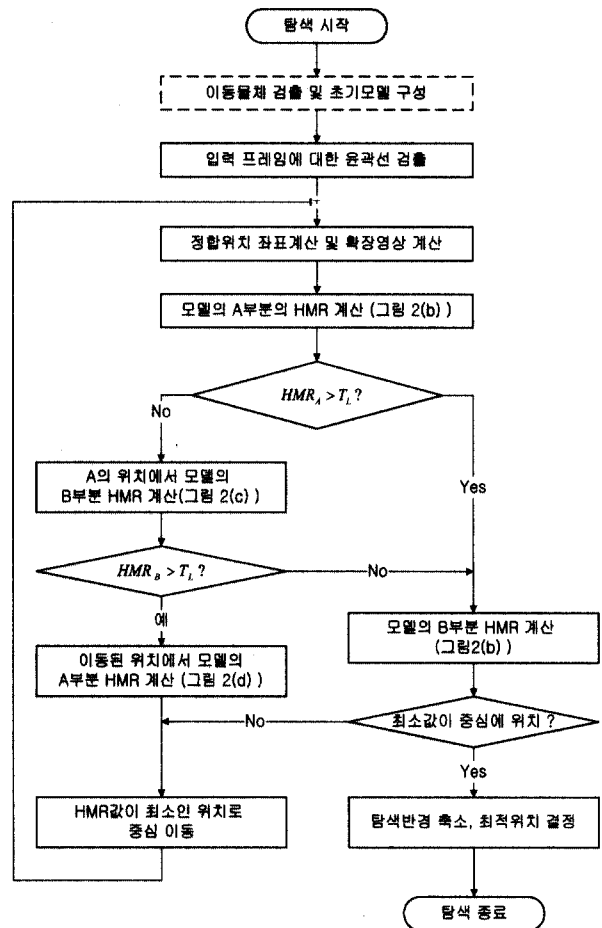 탐색 시작
이동물체 검출 및 초기모델 구성
입력 프레임에 대한 윤곽선 검출
정합위치 좌표계산 및 확장영상 계산
모델의 A부분의 HMR 계산 (그림 2(b) )
HMR_A > T_L ?
No
Yes
A의 위치에서 모델의
B부분 HMR 계산(그림 2(c) )
HMR_B > T_L ?
No
예
모델의 B부분 HMR 계산
(그림2(b) )
이동된 위치에서 모델의
A부분 HMR 계산 (그림 2(d) )
최소값이 중심에 위치 ?
No
Yes
HMR값이 최소인 위치로
중심 이동
탐색반경 축소, 최적위치 결정
탐색 종료